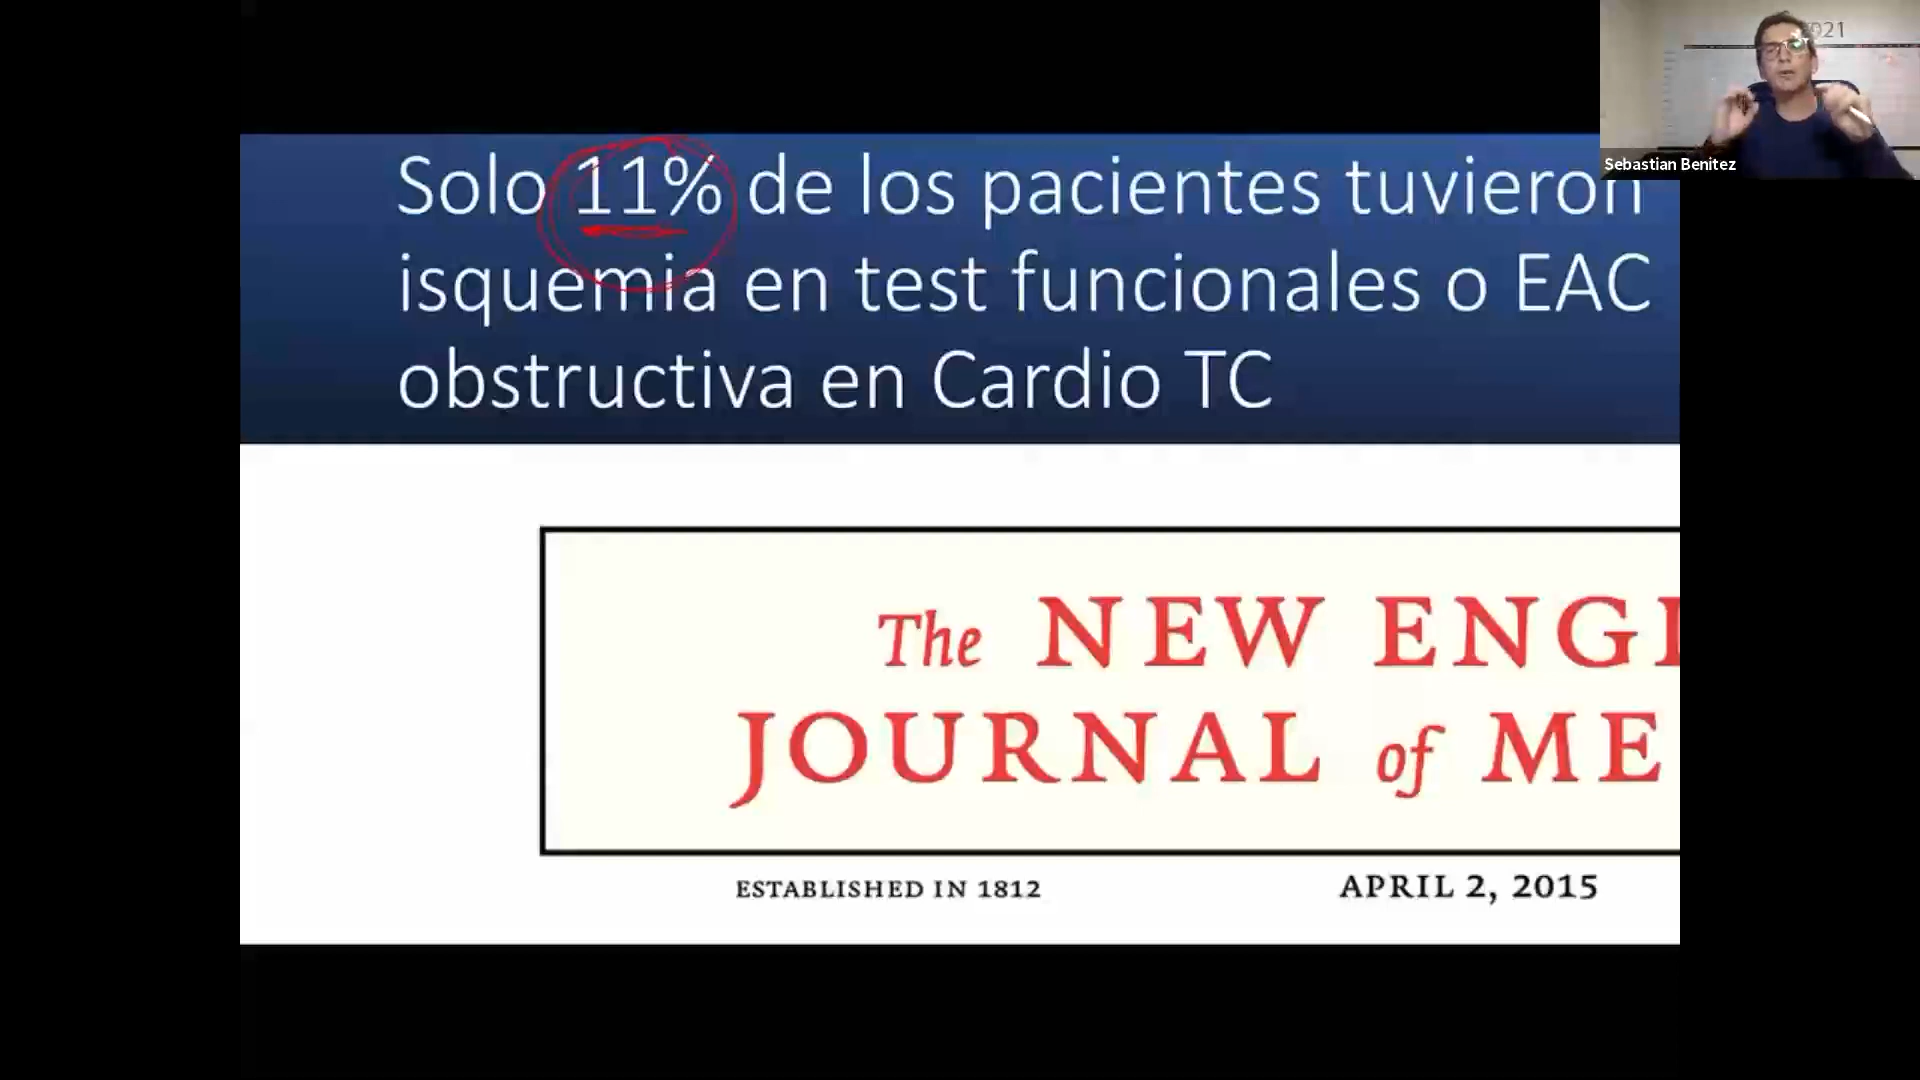 Solo 11% de los pacientes tuvieron
isquemia en test funcionales o EAC
obstructiva en Cardio TC
The NEW ENGL
JOURNAL of ME
ESTABLISHED IN 1812
APRIL 2, 2015
Sebastian Benitez